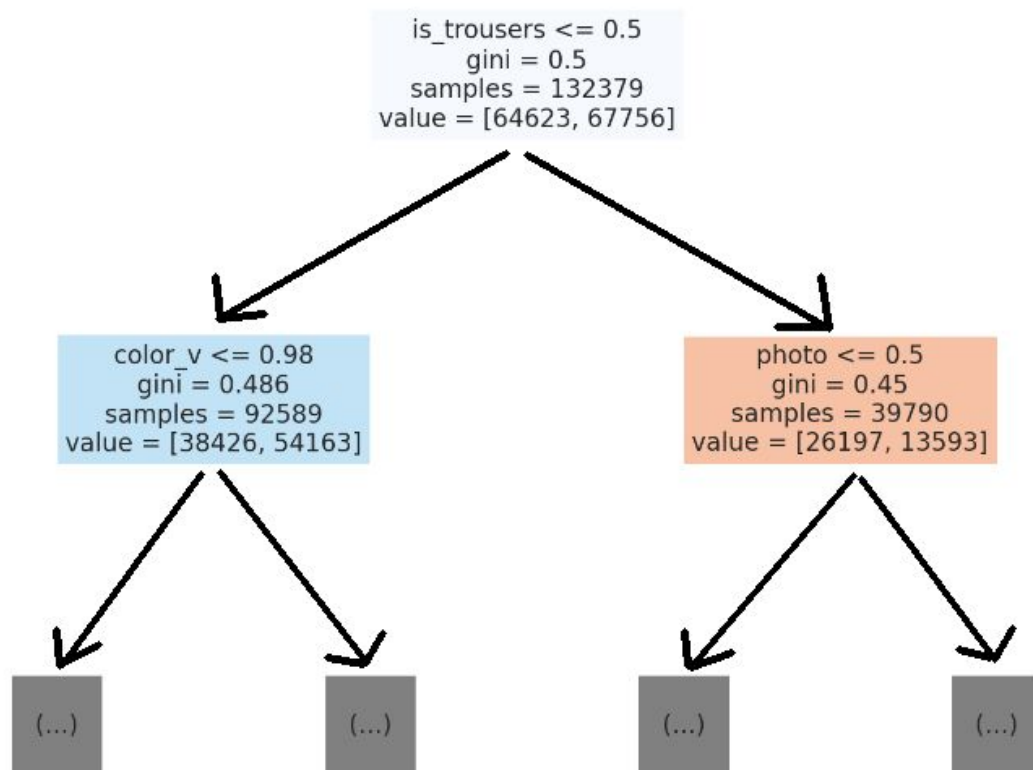 is_trousers <= 0.5
gini = 0.5
samples = 132379
value = [64623, 67756]
color_v <= 0.98
gini = 0.486
samples = 92589
value = [38426, 54163]
photo <= 0.5
gini = 0.45
samples = 39790
value = [26197, 13593]
(...)
(...)
(...)
(...)